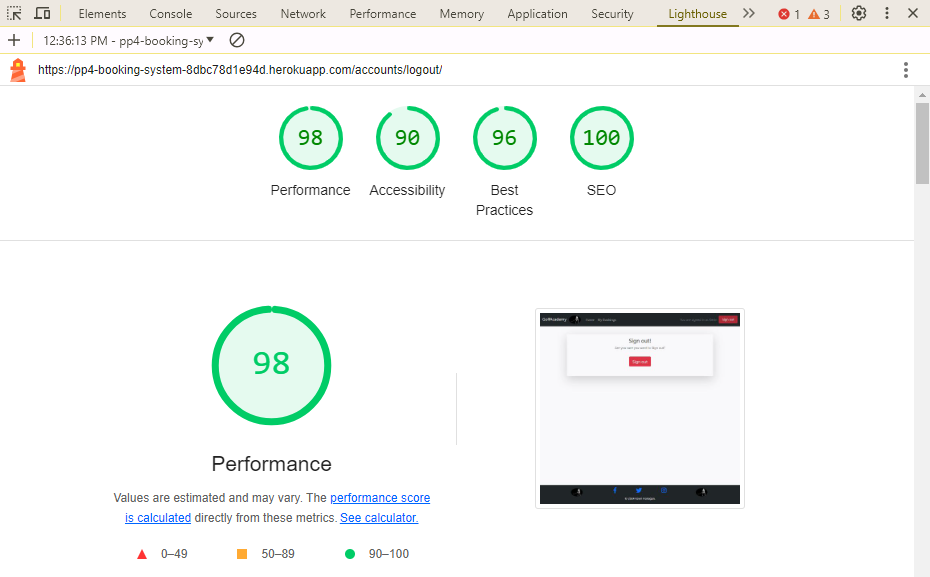 Elements Console Sources Network Performance Memory Application Security Lighthouse 1 3
12:36:13 PM - pp4-booking-sy
https://pp4-booking-system-8dbc78d1e94d.herokuapp.com/accounts/logout/
98 90 96 100
Performance Accessibility Best Practices SEO
98
Performance
Values are estimated and may vary. The performance score
is calculated directly from these metrics. See calculator.
0–49 50–89 90–100
GolfAcademy Sign out
Sign out!
Are you sure you want to sign out?
Sign out